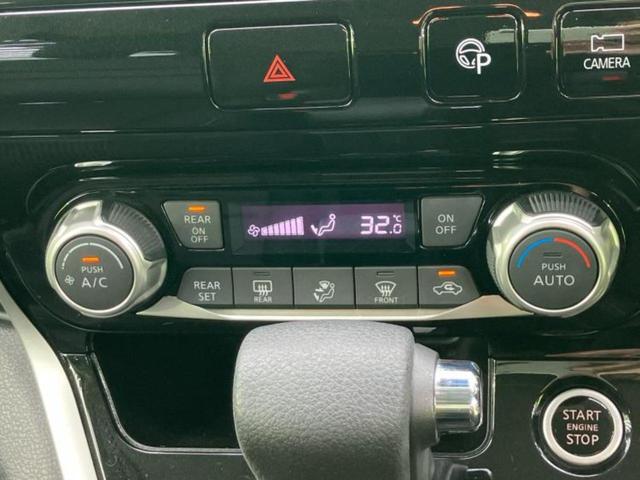 P
CAMERA
REAR
ON
OFF
32.0
°C
ON
OFF
PUSH
A/C
PUSH
AUTO
REAR
SET
REAR
FRONT
START
ENGINE
STOP